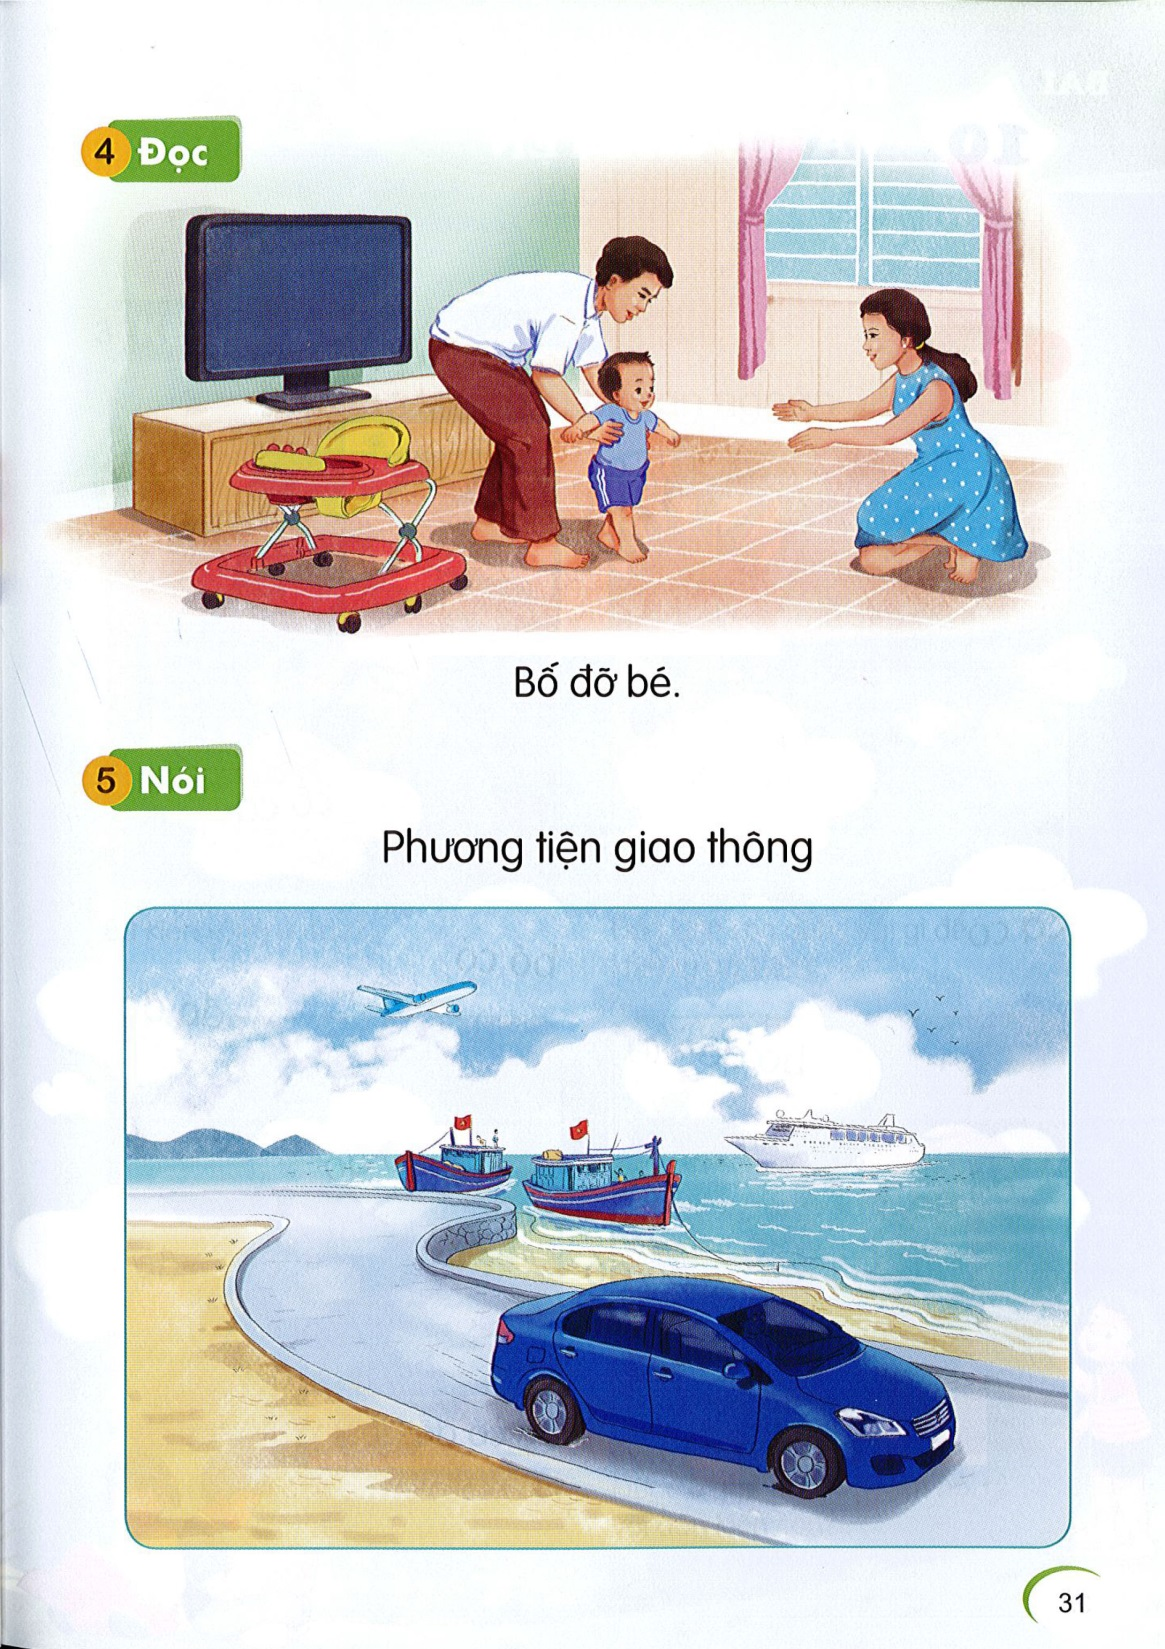 4 Đọc
Bố đỡ bé.
5 Nói
Phương tiện giao thông
31